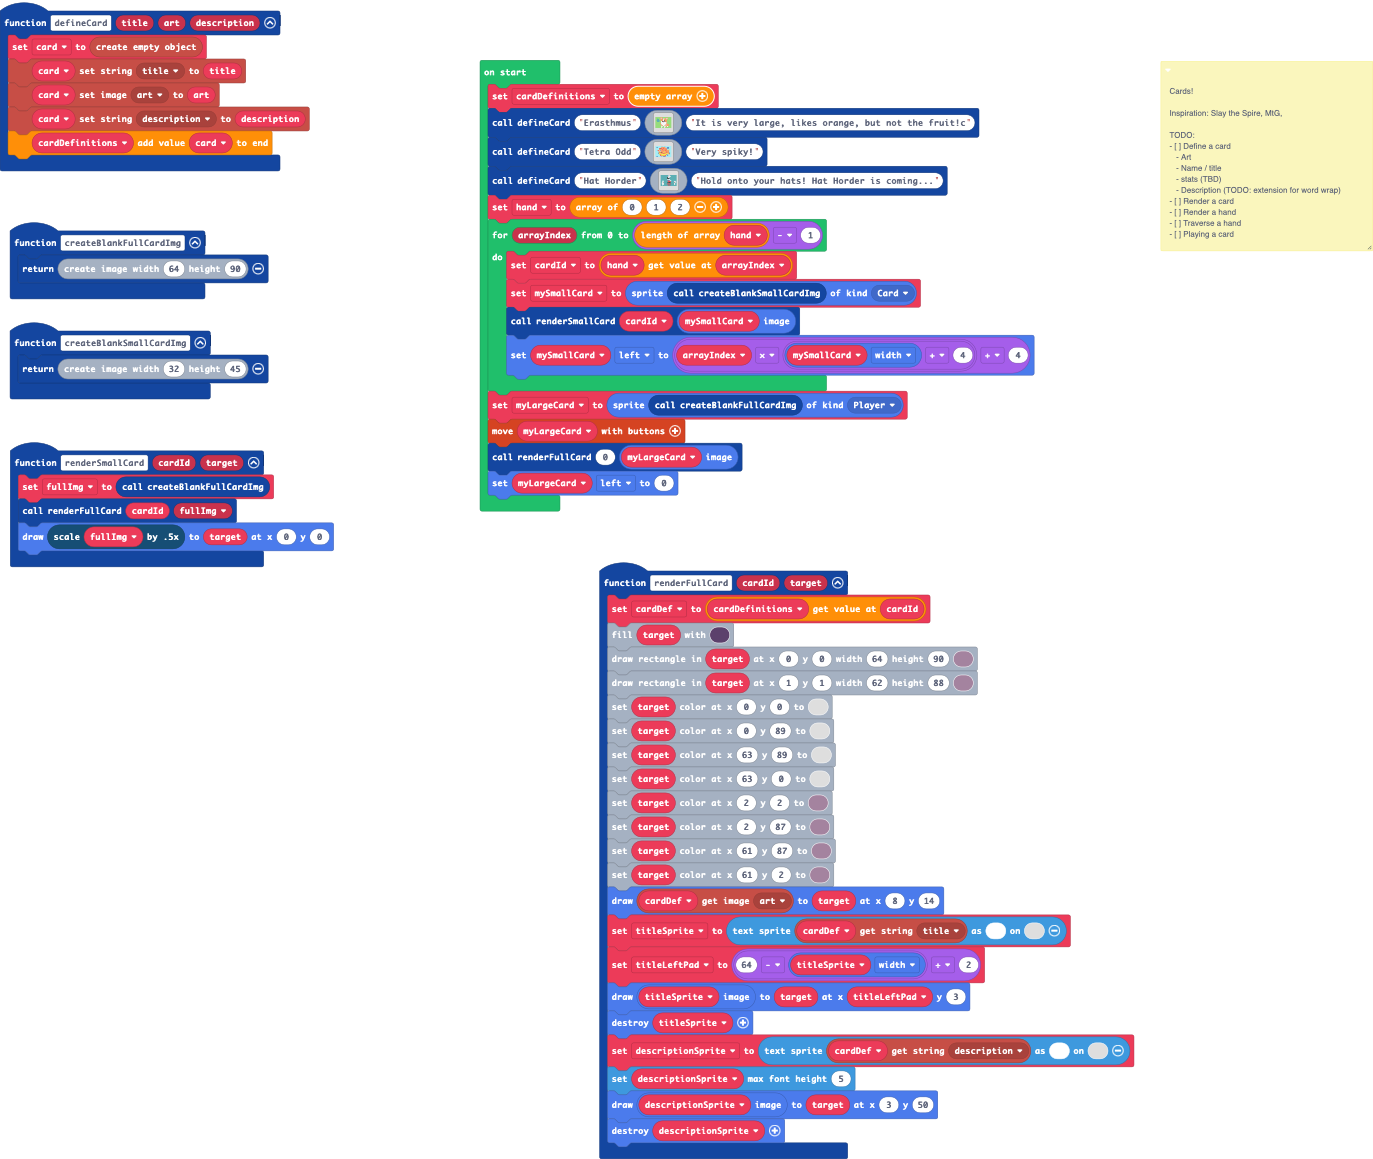 function defineCard title art description
set card to create empty object
card set string title to title
card set image art to art
card set string description to description
cardDefinitions add value card to end
function createBlankFullCardImg
return create image width 64 height 90
function createBlankSmallCardImg
return create image width 32 height 45
function renderSmallCard cardId target
set fullImg to call createBlankFullCardImg
call renderFullCard cardId fullImg
draw scale fullImg by .5x to target at x 0 y 0
on start
set cardDefinitions to empty array
call defineCard "Erasthmus" "It is very large, likes orange, but not the fruit!c"
call defineCard "Tetra Odd" "Very spiky!"
call defineCard "Hat Horder" "Hold onto your hats! Hat Horder is coming..."
set hand to array of 0 1 2
for arrayIndex from 0 to length of array hand - 1
do
set cardId to hand get value at arrayIndex
set mySmallCard to sprite call createBlankSmallCardImg of kind Card
call renderSmallCard cardId mySmallCard image
set mySmallCard left to arrayIndex x mySmallCard width + 4 + 4
set myLargeCard to sprite call createBlankFullCardImg of kind Player
move myLargeCard with buttons
call renderFullCard 0 myLargeCard image
set myLargeCard left to 0
Cards!
Inspiration: Slay the Spire, MtG,
TODO:
- [ ] Define a card
- Art
- Name / title
- stats (TBD)
- Description (TODO: extension for word wrap)
- [ ] Render a card
- [ ] Render a hand
- [ ] Traverse a hand
- [ ] Playing a card
function renderFullCard cardId target
set cardDef to cardDefinitions get value at cardId
fill target with
draw rectangle in target at x 0 y 0 width 64 height 90
draw rectangle in target at x 1 y 1 width 62 height 88
set target color at x 0 y 0 to
set target color at x 0 y 89 to
set target color at x 63 y 89 to
set target color at x 63 y 0 to
set target color at x 2 y 2 to
set target color at x 2 y 87 to
set target color at x 61 y 87 to
set target color at x 61 y 2 to
draw cardDef get image art to target at x 8 y 14
set titleSprite to text sprite cardDef get string title as on
set titleLeftPad to 64 - titleSprite width ÷ 2
draw titleSprite image to target at x titleLeftPad y 3
destroy titleSprite
set descriptionSprite to text sprite cardDef get string description as on
set descriptionSprite max font height 5
draw descriptionSprite image to target at x 3 y 50
destroy descriptionSprite